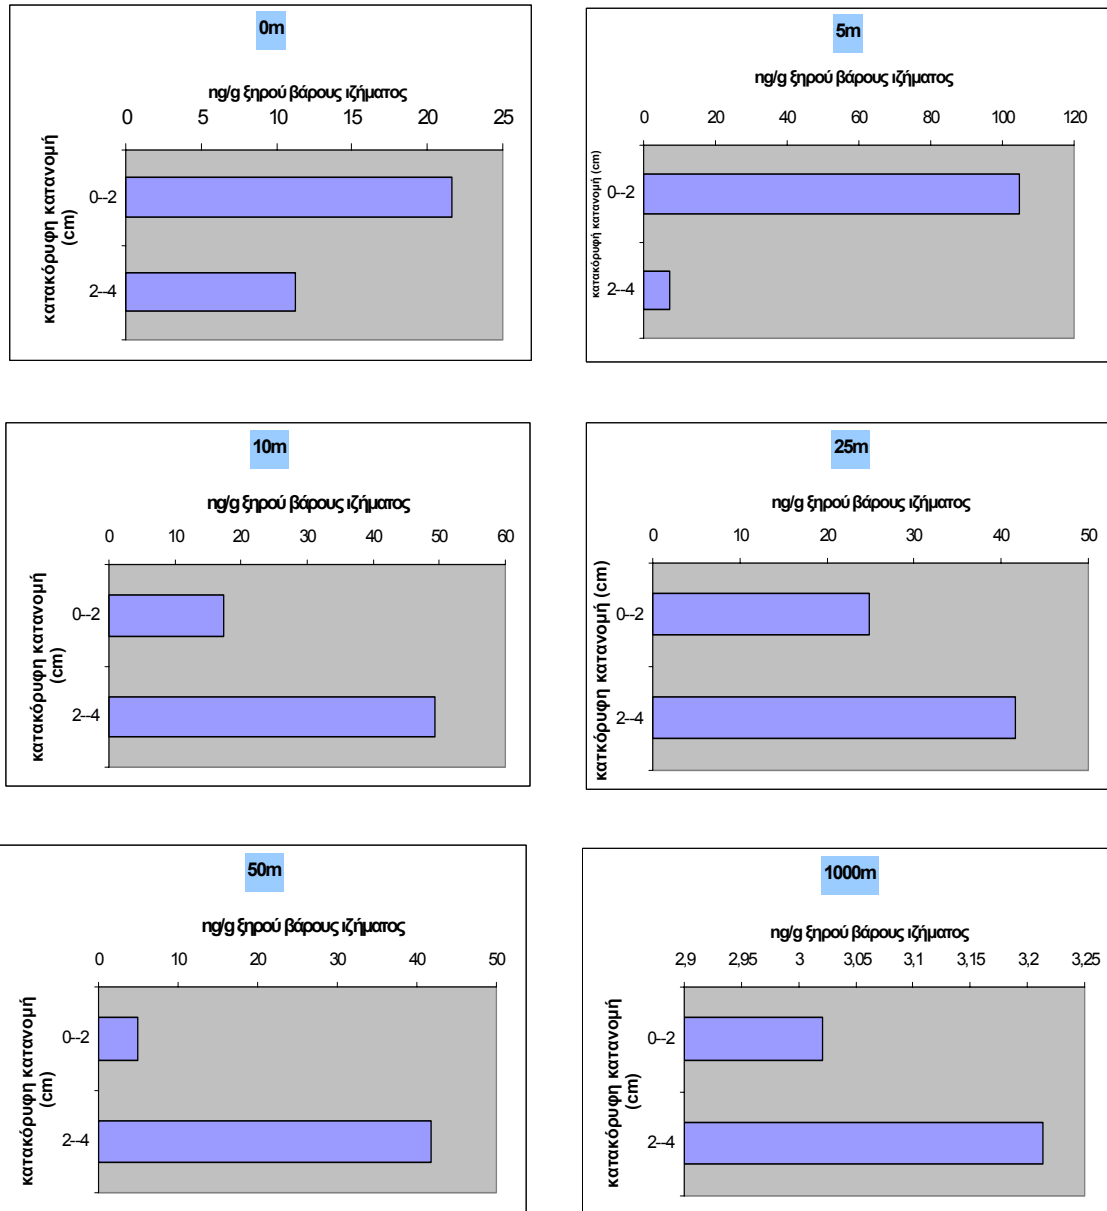 0m
ng/g ξηρού βάρους ιζήματος
0 5 10 15 20 25
κατακόρυφη κατανομή
(cm)
0--2
2--4
5m
ng/g ξηρού βάρους ιζήματος
0 20 40 60 80 100 120
κατακόρυφή κατανομή (cm)
0--2
2--4
10m
ng/g ξηρού βάρους ιζήματος
0 10 20 30 40 50 60
κατακόρυφη κατανομή
(cm)
0--2
2--4
25m
ng/g ξηρού βάρους ιζήματος
0 10 20 30 40 50
κατκόρυφη κατανομή (cm)
0--2
2--4
50m
ng/g ξηρού βάρους ιζήματος
0 10 20 30 40 50
κατακόρυφη κατανομή
(cm)
0--2
2--4
1000m
ng/g ξηρού βάρους ιζήματος
2,9 2,95 3 3,05 3,1 3,15 3,2 3,25
κατακόρυφη κατανομή
(cm)
0--2
2--4